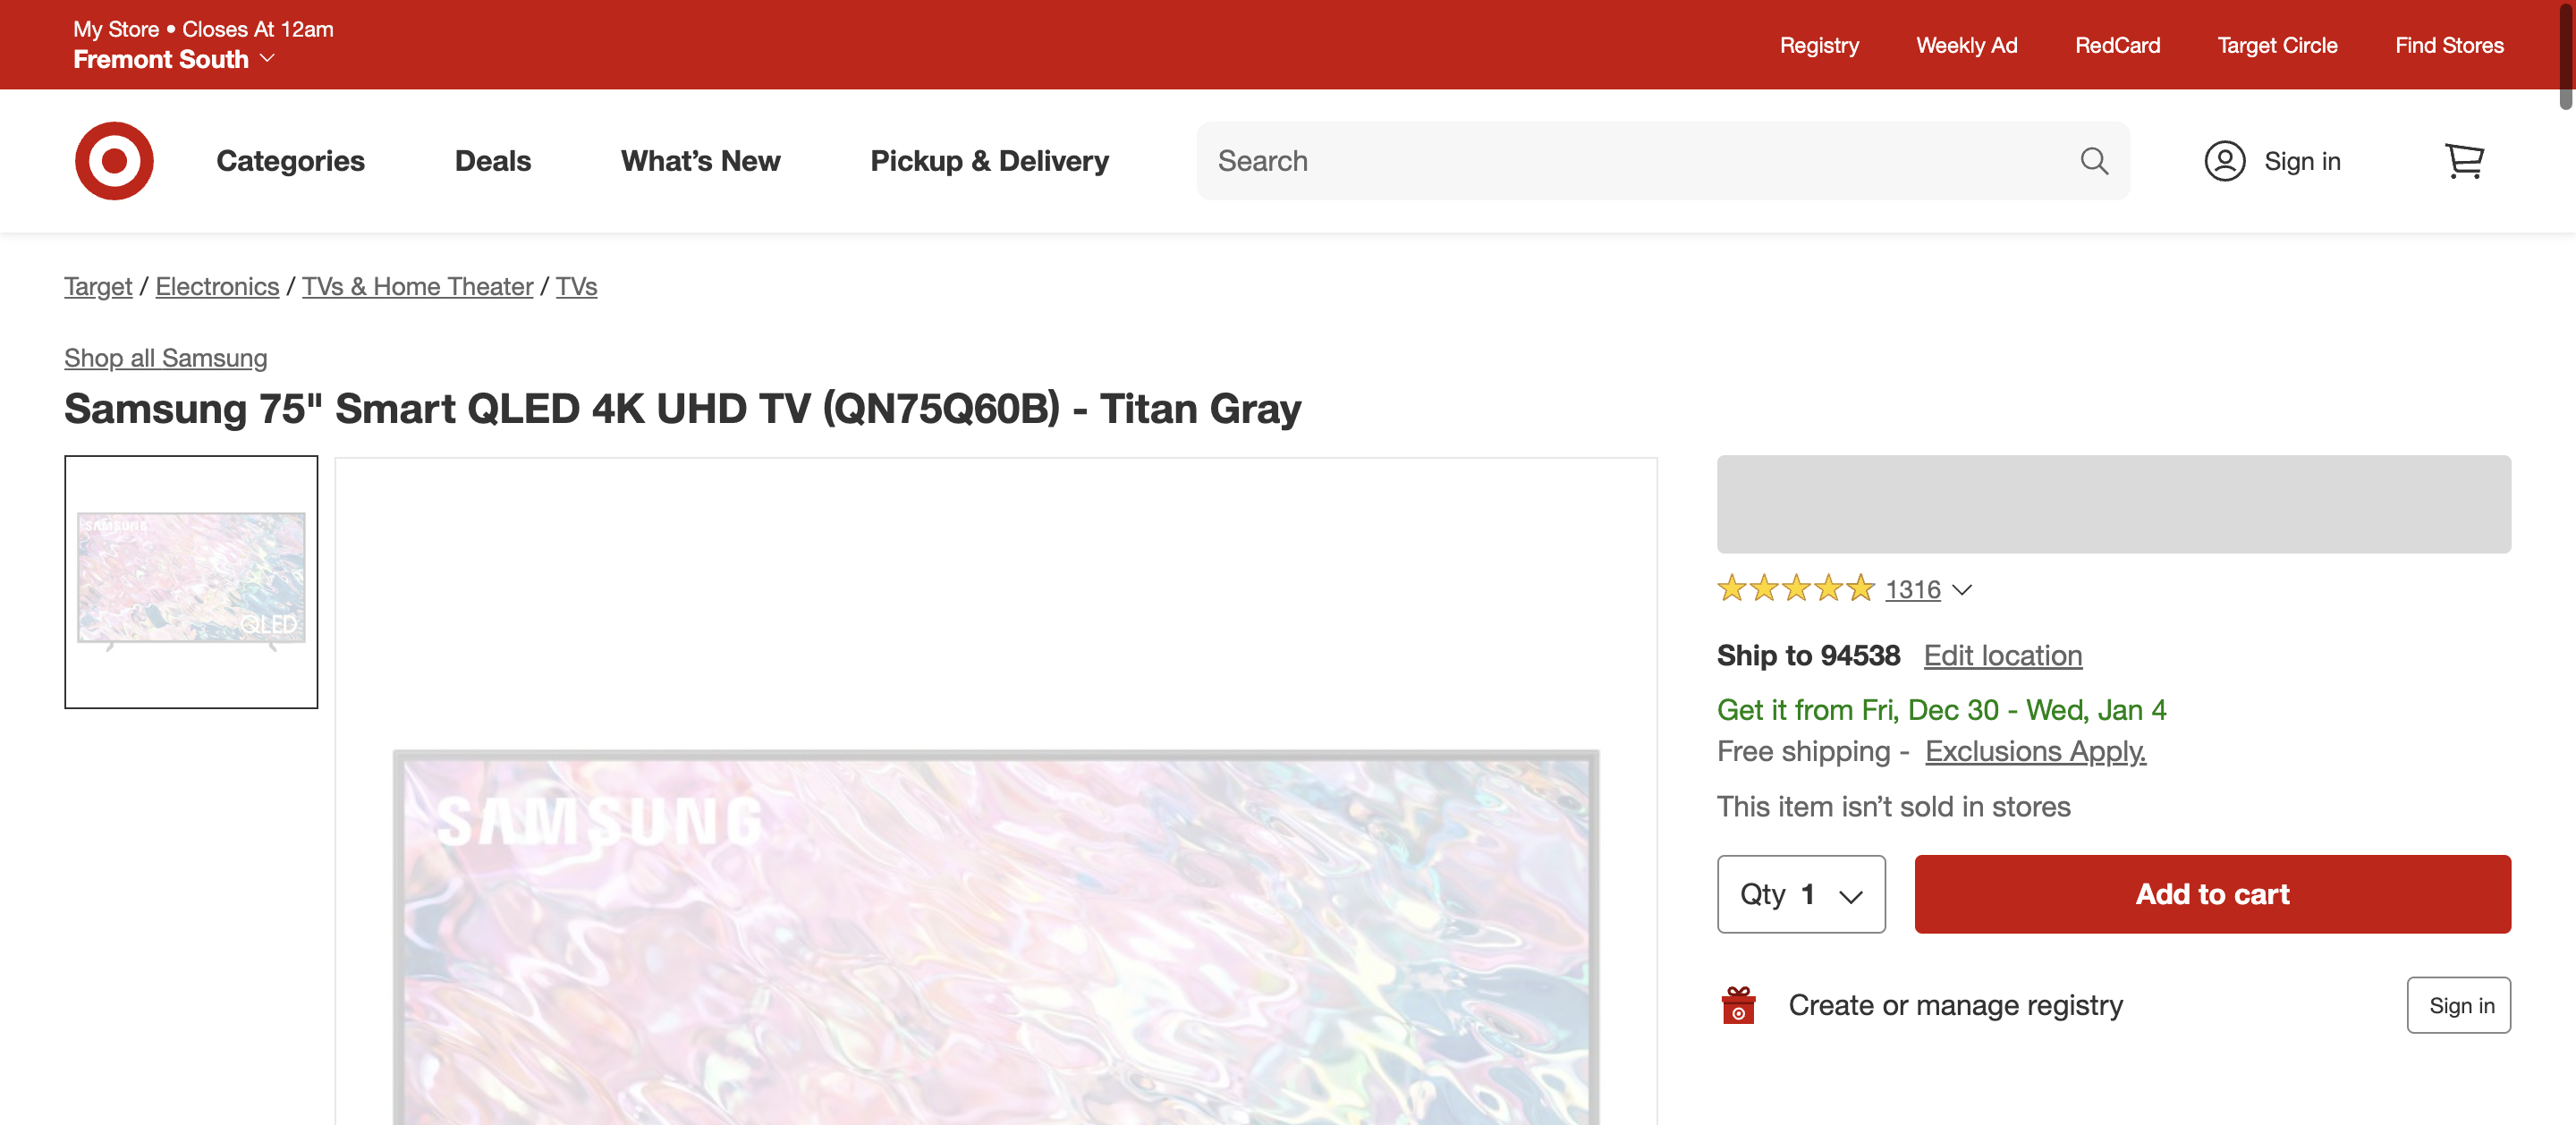 My Store • Closes At 12am
Fremont South
Registry
Weekly Ad
RedCard
Target Circle
Find Stores
Categories
Deals
What’s New
Pickup & Delivery
Search
Sign in
Target / Electronics / TVs & Home Theater / TVs
Shop all Samsung
Samsung 75" Smart QLED 4K UHD TV (QN75Q60B) - Titan Gray
SAMSUNG
QLED
SAMSUNG
1316
Ship to 94538 Edit location
Get it from Fri, Dec 30 - Wed, Jan 4
Free shipping - Exclusions Apply.
This item isn’t sold in stores
Qty 1
Add to cart
Create or manage registry
Sign in